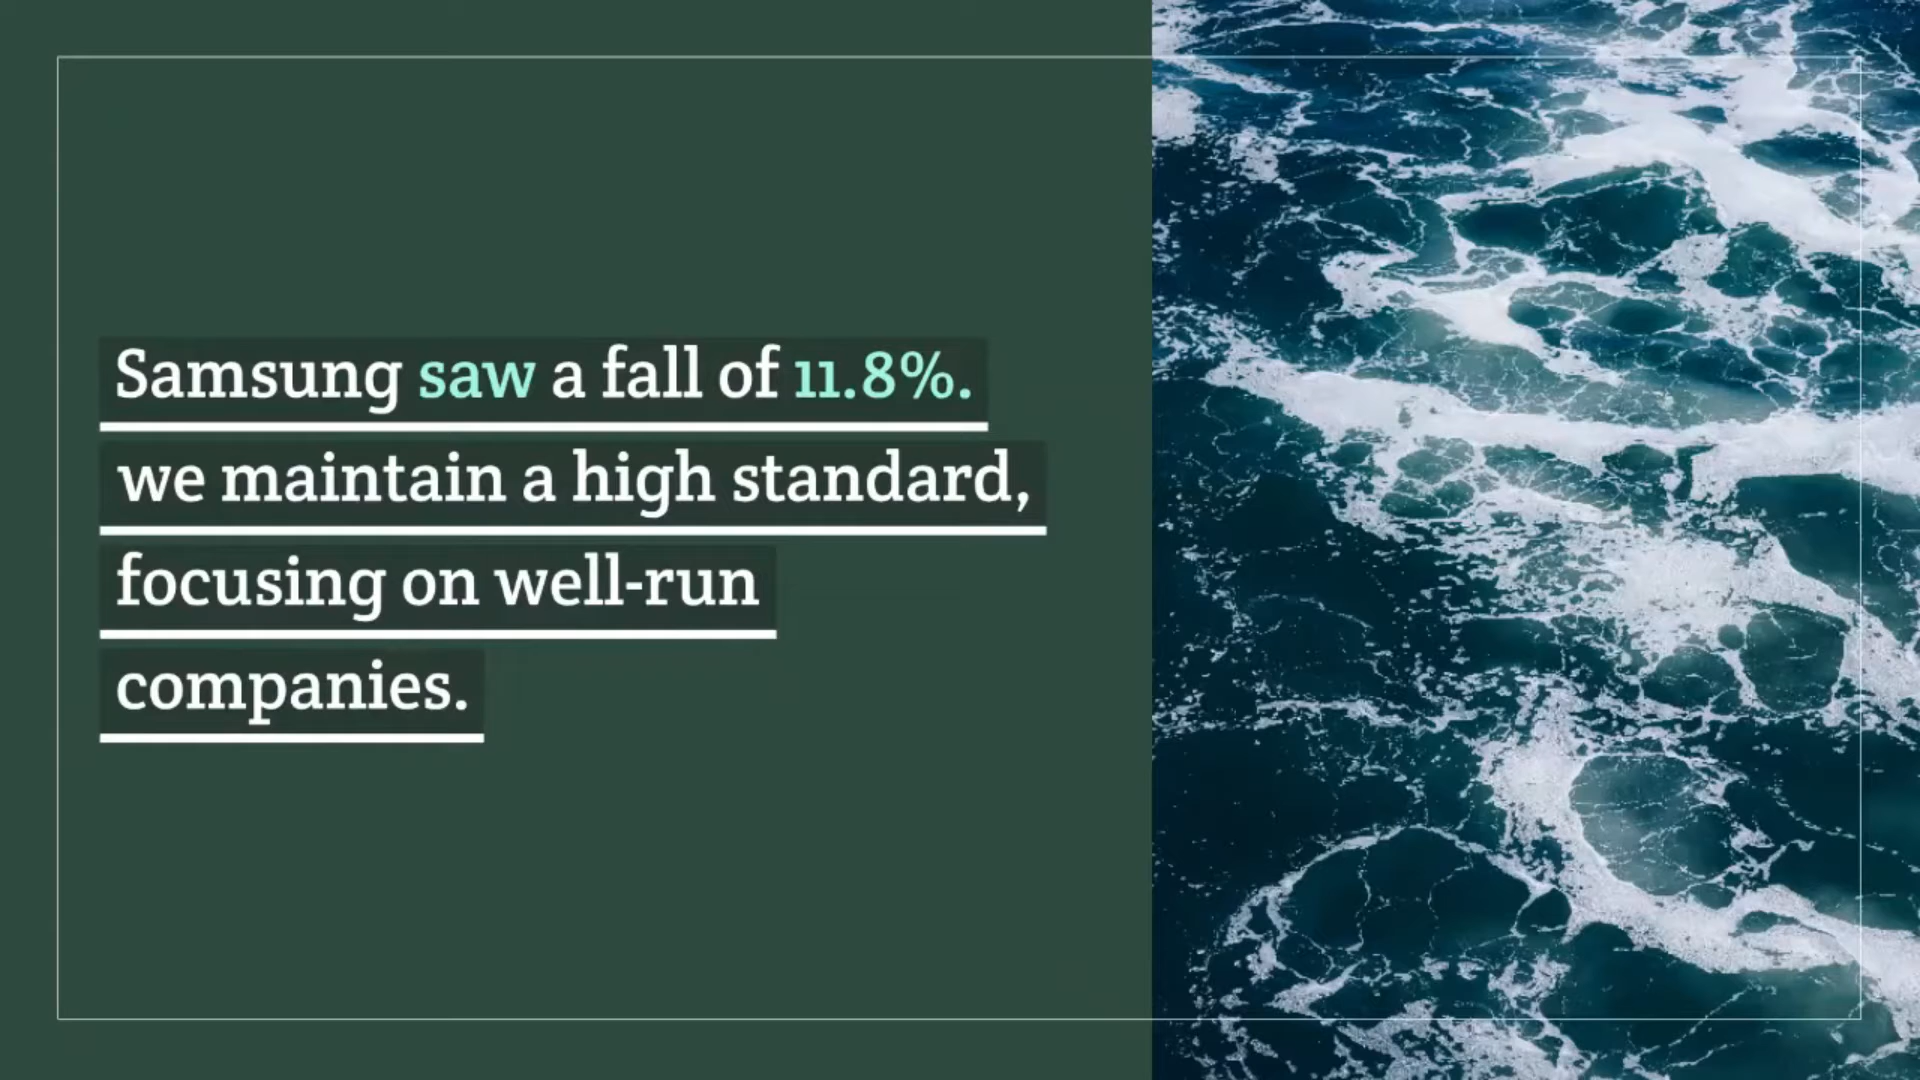 Samsung saw a fall of 11.8%.
we maintain a high standard,
focusing on well-run
companies.